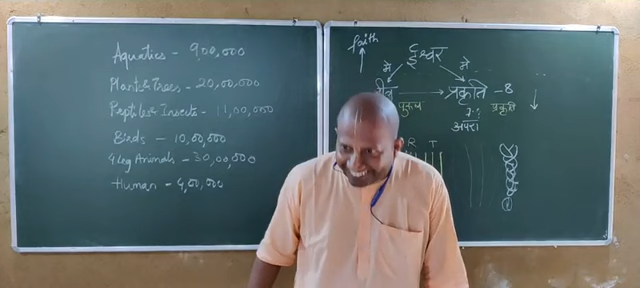 Aquatics - 9,00,000
Plants & Trees - 20,00,000
Reptiles & Insects - 11,00,000
Birds - 10,00,000
4 leg Animals - 30,00,000
Human - 4,00,000
faith
ईश्वर
में
ने
जीव
प्रकृति - 8
पुरुष
प्रकृति
अपरा
R T